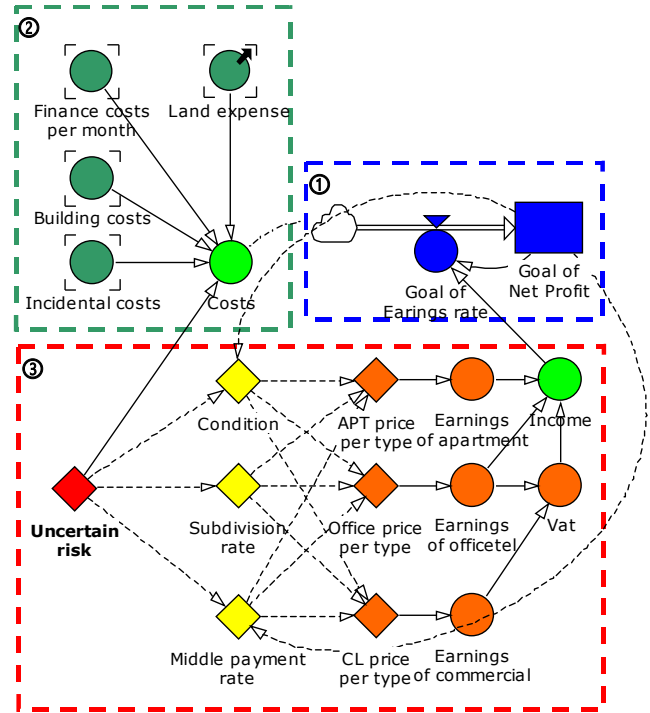 ②
Finance costs
per month
Land expense
Building costs
Incidental costs
Costs
①
Goal of
Earings rate
Goal of
Net Profit
③
Condition
APT price
per type
Earnings
of apartment
Income
Uncertain
risk
Subdivision
rate
Office price
per type
Earnings
of officetel
Vat
Middle payment
rate
CL price
per type
Earnings
of commercial